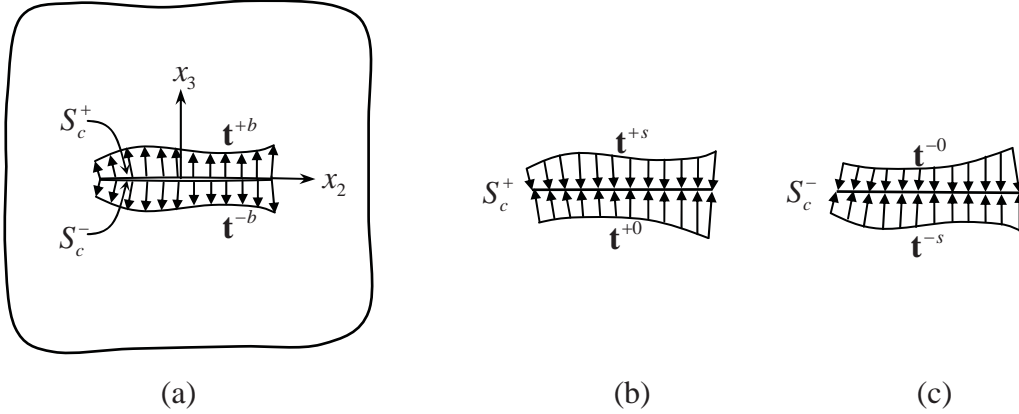 x₃
S_c⁺
t⁺ᵇ
x₂
t⁻ᵇ
S_c⁻
(a)
t⁺ˢ
S_c⁺
t⁺⁰
(b)
t⁻⁰
S_c⁻
t⁻ˢ
(c)